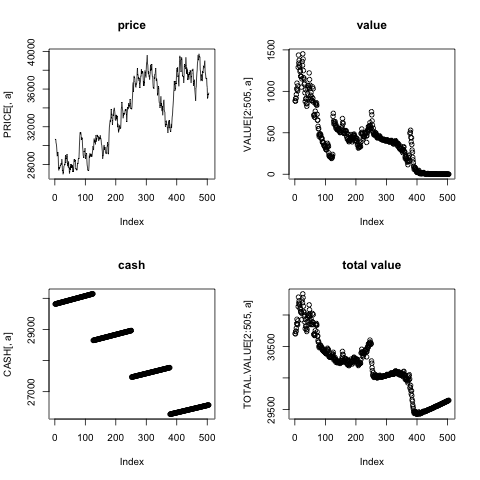 price
PRICE[, a]
28000 32000 36000 40000
0 100 200 300 400 500
Index
value
VALUE[2:505, a]
0 500 1000 1500
0 100 200 300 400 500
Index
cash
CASH[, a]
27000 29000
0 100 200 300 400 500
Index
total value
TOTAL.VALUE[2:505, a]
29500 30500
0 100 200 300 400 500
Index